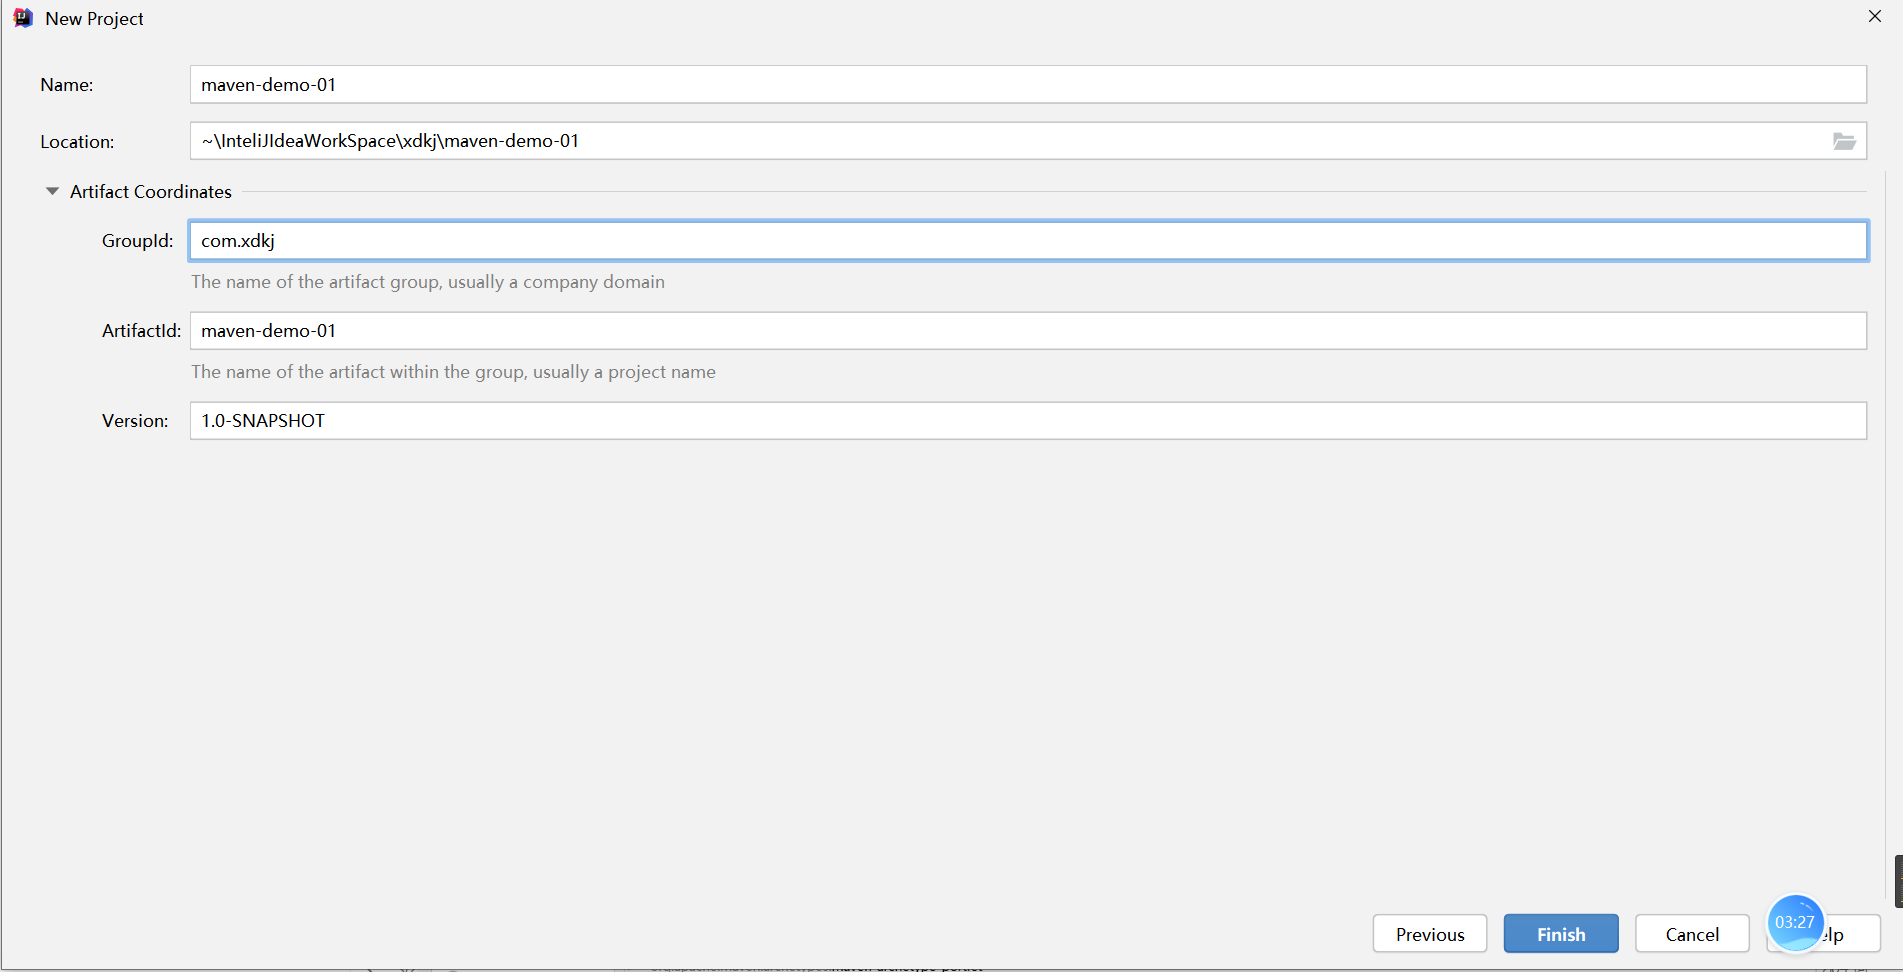 New Project
Name: maven-demo-01
Location: ~\InteliJIdeaWorkSpace\xdkj\maven-demo-01
Artifact Coordinates
GroupId: com.xdkj
The name of the artifact group, usually a company domain
ArtifactId: maven-demo-01
The name of the artifact within the group, usually a project name
Version: 1.0-SNAPSHOT
Previous Finish Cancel 03:27 elp